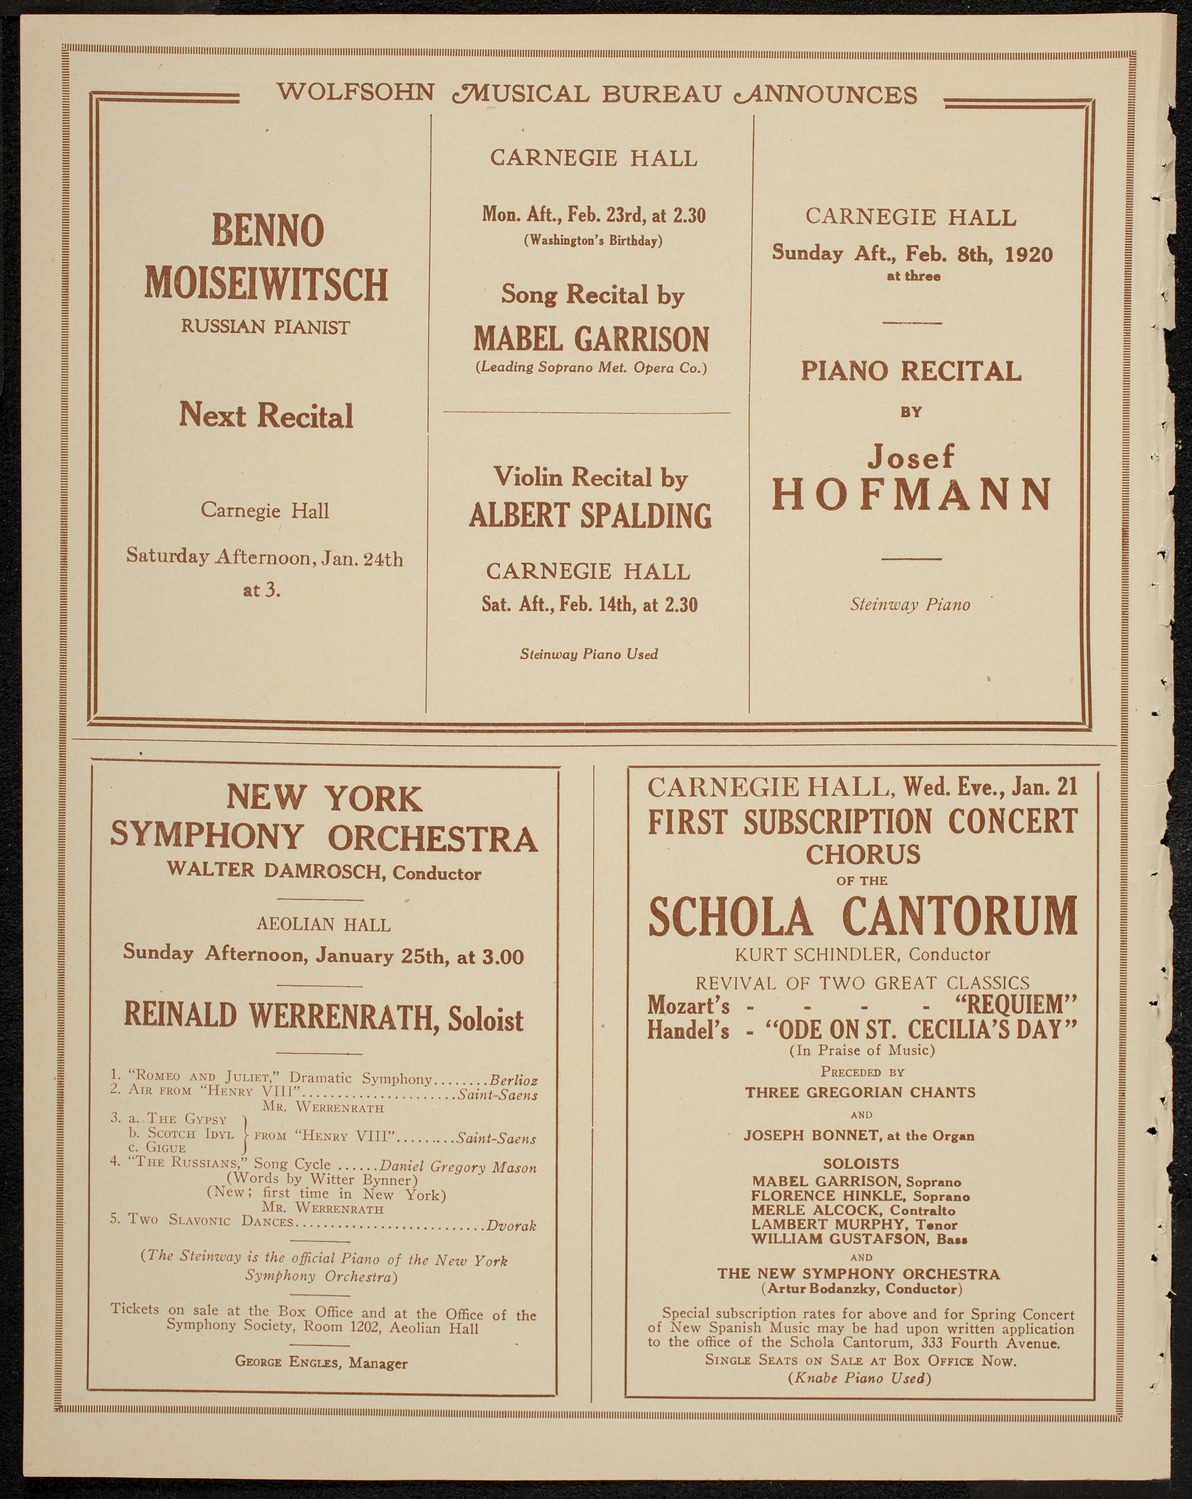 WOLFSOHN MUSICAL BUREAU ANNOUNCES
BENNO
MOISEIWITSCH
RUSSIAN PIANIST
Next Recital
Carnegie Hall
Saturday Afternoon, Jan. 24th
at 3.
CARNEGIE HALL
Mon. Aft., Feb. 23rd, at 2.30
(Washington's Birthday)
Song Recital by
MABEL GARRISON
(Leading Soprano Met. Opera Co.)
Violin Recital by
ALBERT SPALDING
CARNEGIE HALL
Sat. Aft., Feb. 14th, at 2.30
Steinway Piano Used
CARNEGIE HALL
Sunday Aft., Feb. 8th, 1920
at three
PIANO RECITAL
BY
Josef
HOFMANN
Steinway Piano
NEW YORK
SYMPHONY ORCHESTRA
WALTER DAMROSCH, Conductor
AEOLIAN HALL
Sunday Afternoon, January 25th, at 3.00
REINALD WERRENRATH, Soloist
1. "ROMEO AND JULIET," Dramatic Symphony........Berlioz
2. AIR FROM "HENRY VIII"......................Saint-Saens
MR. WERRENRATH
3. a. THE GYPSY
b. SCOTCH IDYL } FROM "HENRY VIII".........Saint-Saens
c. GIGUE
4. "THE RUSSIANS," Song Cycle ......Daniel Gregory Mason
(Words by Witter Bynner)
(New; first time in New York)
MR. WERRENRATH
5. TWO SLAVONIC DANCES...........................Dvorak
(The Steinway is the official Piano of the New York
Symphony Orchestra)
Tickets on sale at the Box Office and at the Office of the
Symphony Society, Room 1202, Aeolian Hall
GEORGE ENGLES, Manager
CARNEGIE HALL, Wed. Eve., Jan. 21
FIRST SUBSCRIPTION CONCERT
CHORUS
OF THE
SCHOLA CANTORUM
KURT SCHINDLER, Conductor
REVIVAL OF TWO GREAT CLASSICS
Mozart's - - - - "REQUIEM"
Handel's - "ODE ON ST. CECILIA'S DAY"
(In Praise of Music)
PRECEDED BY
THREE GREGORIAN CHANTS
AND
JOSEPH BONNET, at the Organ
SOLOISTS
MABEL GARRISON, Soprano
FLORENCE HINKLE, Soprano
MERLE ALCOCK, Contralto
LAMBERT MURPHY, Tenor
WILLIAM GUSTAFSON, Bass
AND
THE NEW SYMPHONY ORCHESTRA
(Artur Bodanzky, Conductor)
Special subscription rates for above and for Spring Concert
of New Spanish Music may be had upon written application
to the office of the Schola Cantorum, 333 Fourth Avenue.
SINGLE SEATS ON SALE AT BOX OFFICE NOW.
(Knabe Piano Used)